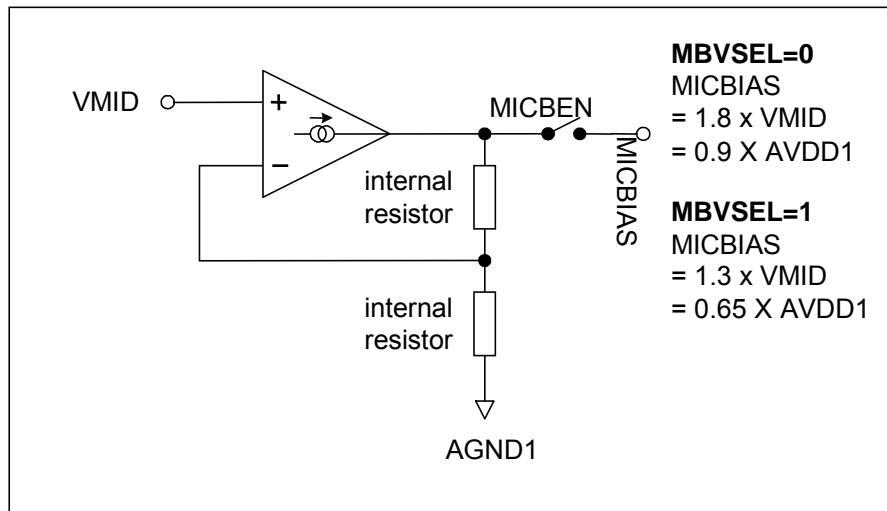 VMID
+
−
MICBEN
MICBIAS
internal
resistor
internal
resistor
AGND1
MBVSEL=0
MICBIAS
= 1.8 x VMID
= 0.9 X AVDD1
MBVSEL=1
MICBIAS
= 1.3 x VMID
= 0.65 X AVDD1